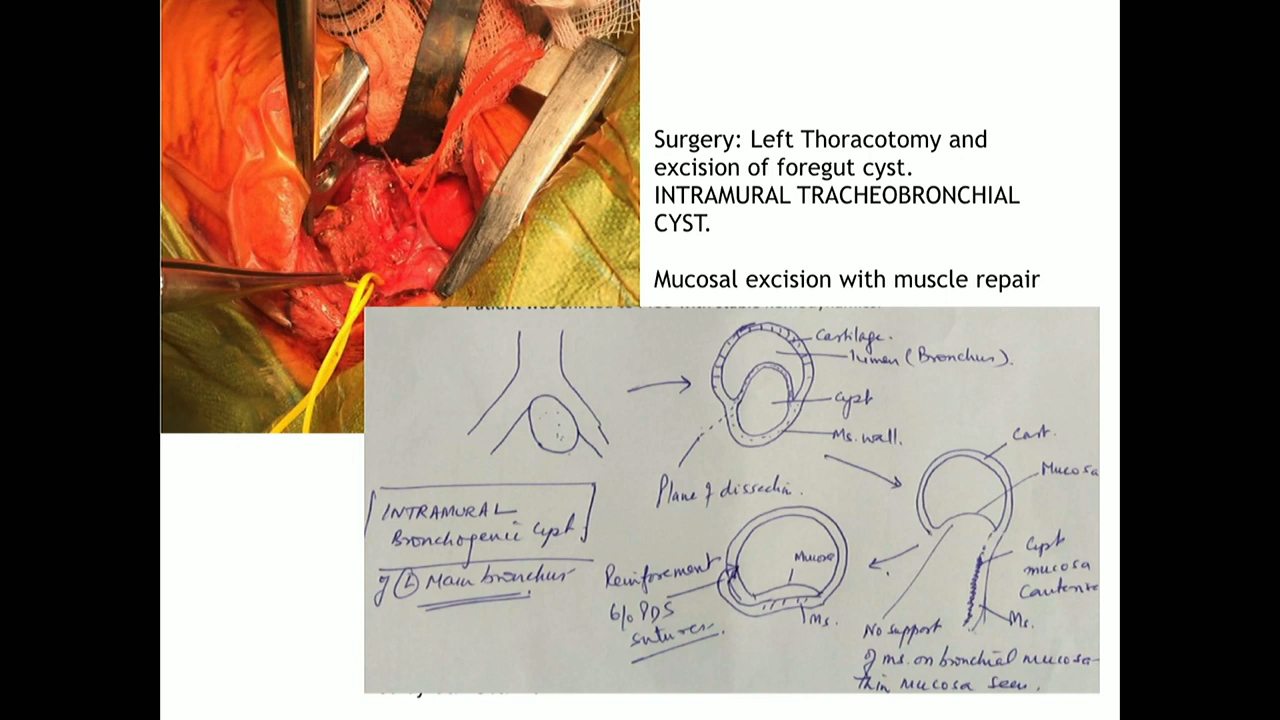 Surgery: Left Thoracotomy and
excision of foregut cyst.
INTRAMURAL TRACHEOBRONCHIAL
CYST.
Mucosal excision with muscle repair
Cartilage.
lumen (Bronchus).
Cyst
Ms. wall.
Plane of dissectin.
Cart.
Mucosa
Cyst
mucosa
Ms.
No support
of ms. on bronchial mucosa
thin mucosa seen.
Mucosa
Ms.
Reinforcement
6/0 PDS
sutures.
INTRAMURAL
Bronchogenic Cyst
of (L) Main bronchus